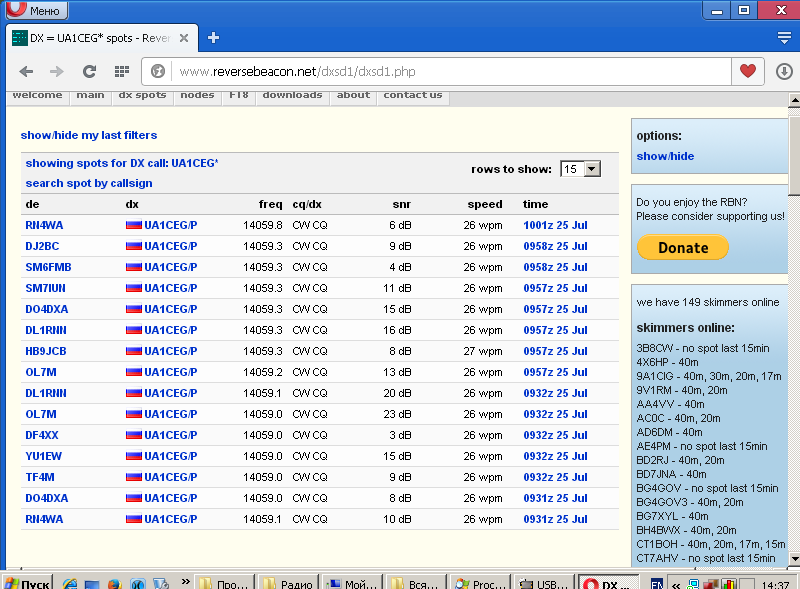 Меню
DX = UA1CEG* spots - Rever
www.reversebeacon.net/dxsd1/dxsd1.php
welcome main dx spots nodes FT8 downloads about contact us
show/hide my last filters
showing spots for DX call: UA1CEG*
search spot by callsign
rows to show: 15
de dx freq cq/dx snr speed time
RN4WA UA1CEG/P 14059.8 CW CQ 6 dB 26 wpm 1001z 25 Jul
DJ2BC UA1CEG/P 14059.3 CW CQ 9 dB 26 wpm 0958z 25 Jul
SM6FMB UA1CEG/P 14059.3 CW CQ 4 dB 26 wpm 0958z 25 Jul
SM7IUN UA1CEG/P 14059.3 CW CQ 11 dB 26 wpm 0957z 25 Jul
DO4DXA UA1CEG/P 14059.3 CW CQ 15 dB 26 wpm 0957z 25 Jul
DL1RNN UA1CEG/P 14059.3 CW CQ 16 dB 26 wpm 0957z 25 Jul
HB9JCB UA1CEG/P 14059.3 CW CQ 8 dB 27 wpm 0957z 25 Jul
OL7M UA1CEG/P 14059.2 CW CQ 13 dB 26 wpm 0957z 25 Jul
DL1RNN UA1CEG/P 14059.1 CW CQ 20 dB 26 wpm 0932z 25 Jul
OL7M UA1CEG/P 14059.0 CW CQ 23 dB 26 wpm 0932z 25 Jul
DF4XX UA1CEG/P 14059.0 CW CQ 3 dB 26 wpm 0932z 25 Jul
YU1EW UA1CEG/P 14059.0 CW CQ 15 dB 26 wpm 0932z 25 Jul
TF4M UA1CEG/P 14059.0 CW CQ 9 dB 26 wpm 0932z 25 Jul
DO4DXA UA1CEG/P 14059.0 CW CQ 8 dB 26 wpm 0931z 25 Jul
RN4WA UA1CEG/P 14059.1 CW CQ 10 dB 26 wpm 0931z 25 Jul
options:
show/hide
Do you enjoy the RBN?
Please consider supporting us!
Donate
we have 149 skimmers online
skimmers online:
3B8CW - no spot last 15min
4X6HP - 40m
9A1CIG - 40m, 30m, 20m, 17m
9V1RM - 40m, 20m
AA4VV - 40m
AC0C - 40m, 20m
AD6DM - 40m
AE4PM - no spot last 15min
BD2RJ - 40m, 20m
BD7JNA - 40m
BG4GOV - no spot last 15min
BG4GOV3 - 40m, 20m
BG7XYL - 40m
BH4BWX - 40m, 20m
CT1BOH - 40m, 20m, 17m, 15m
CT7AHV - no spot last 15min
Пуск » Про... Радио Мой... Вся... Proc... USB... DX ... EN « 14:37